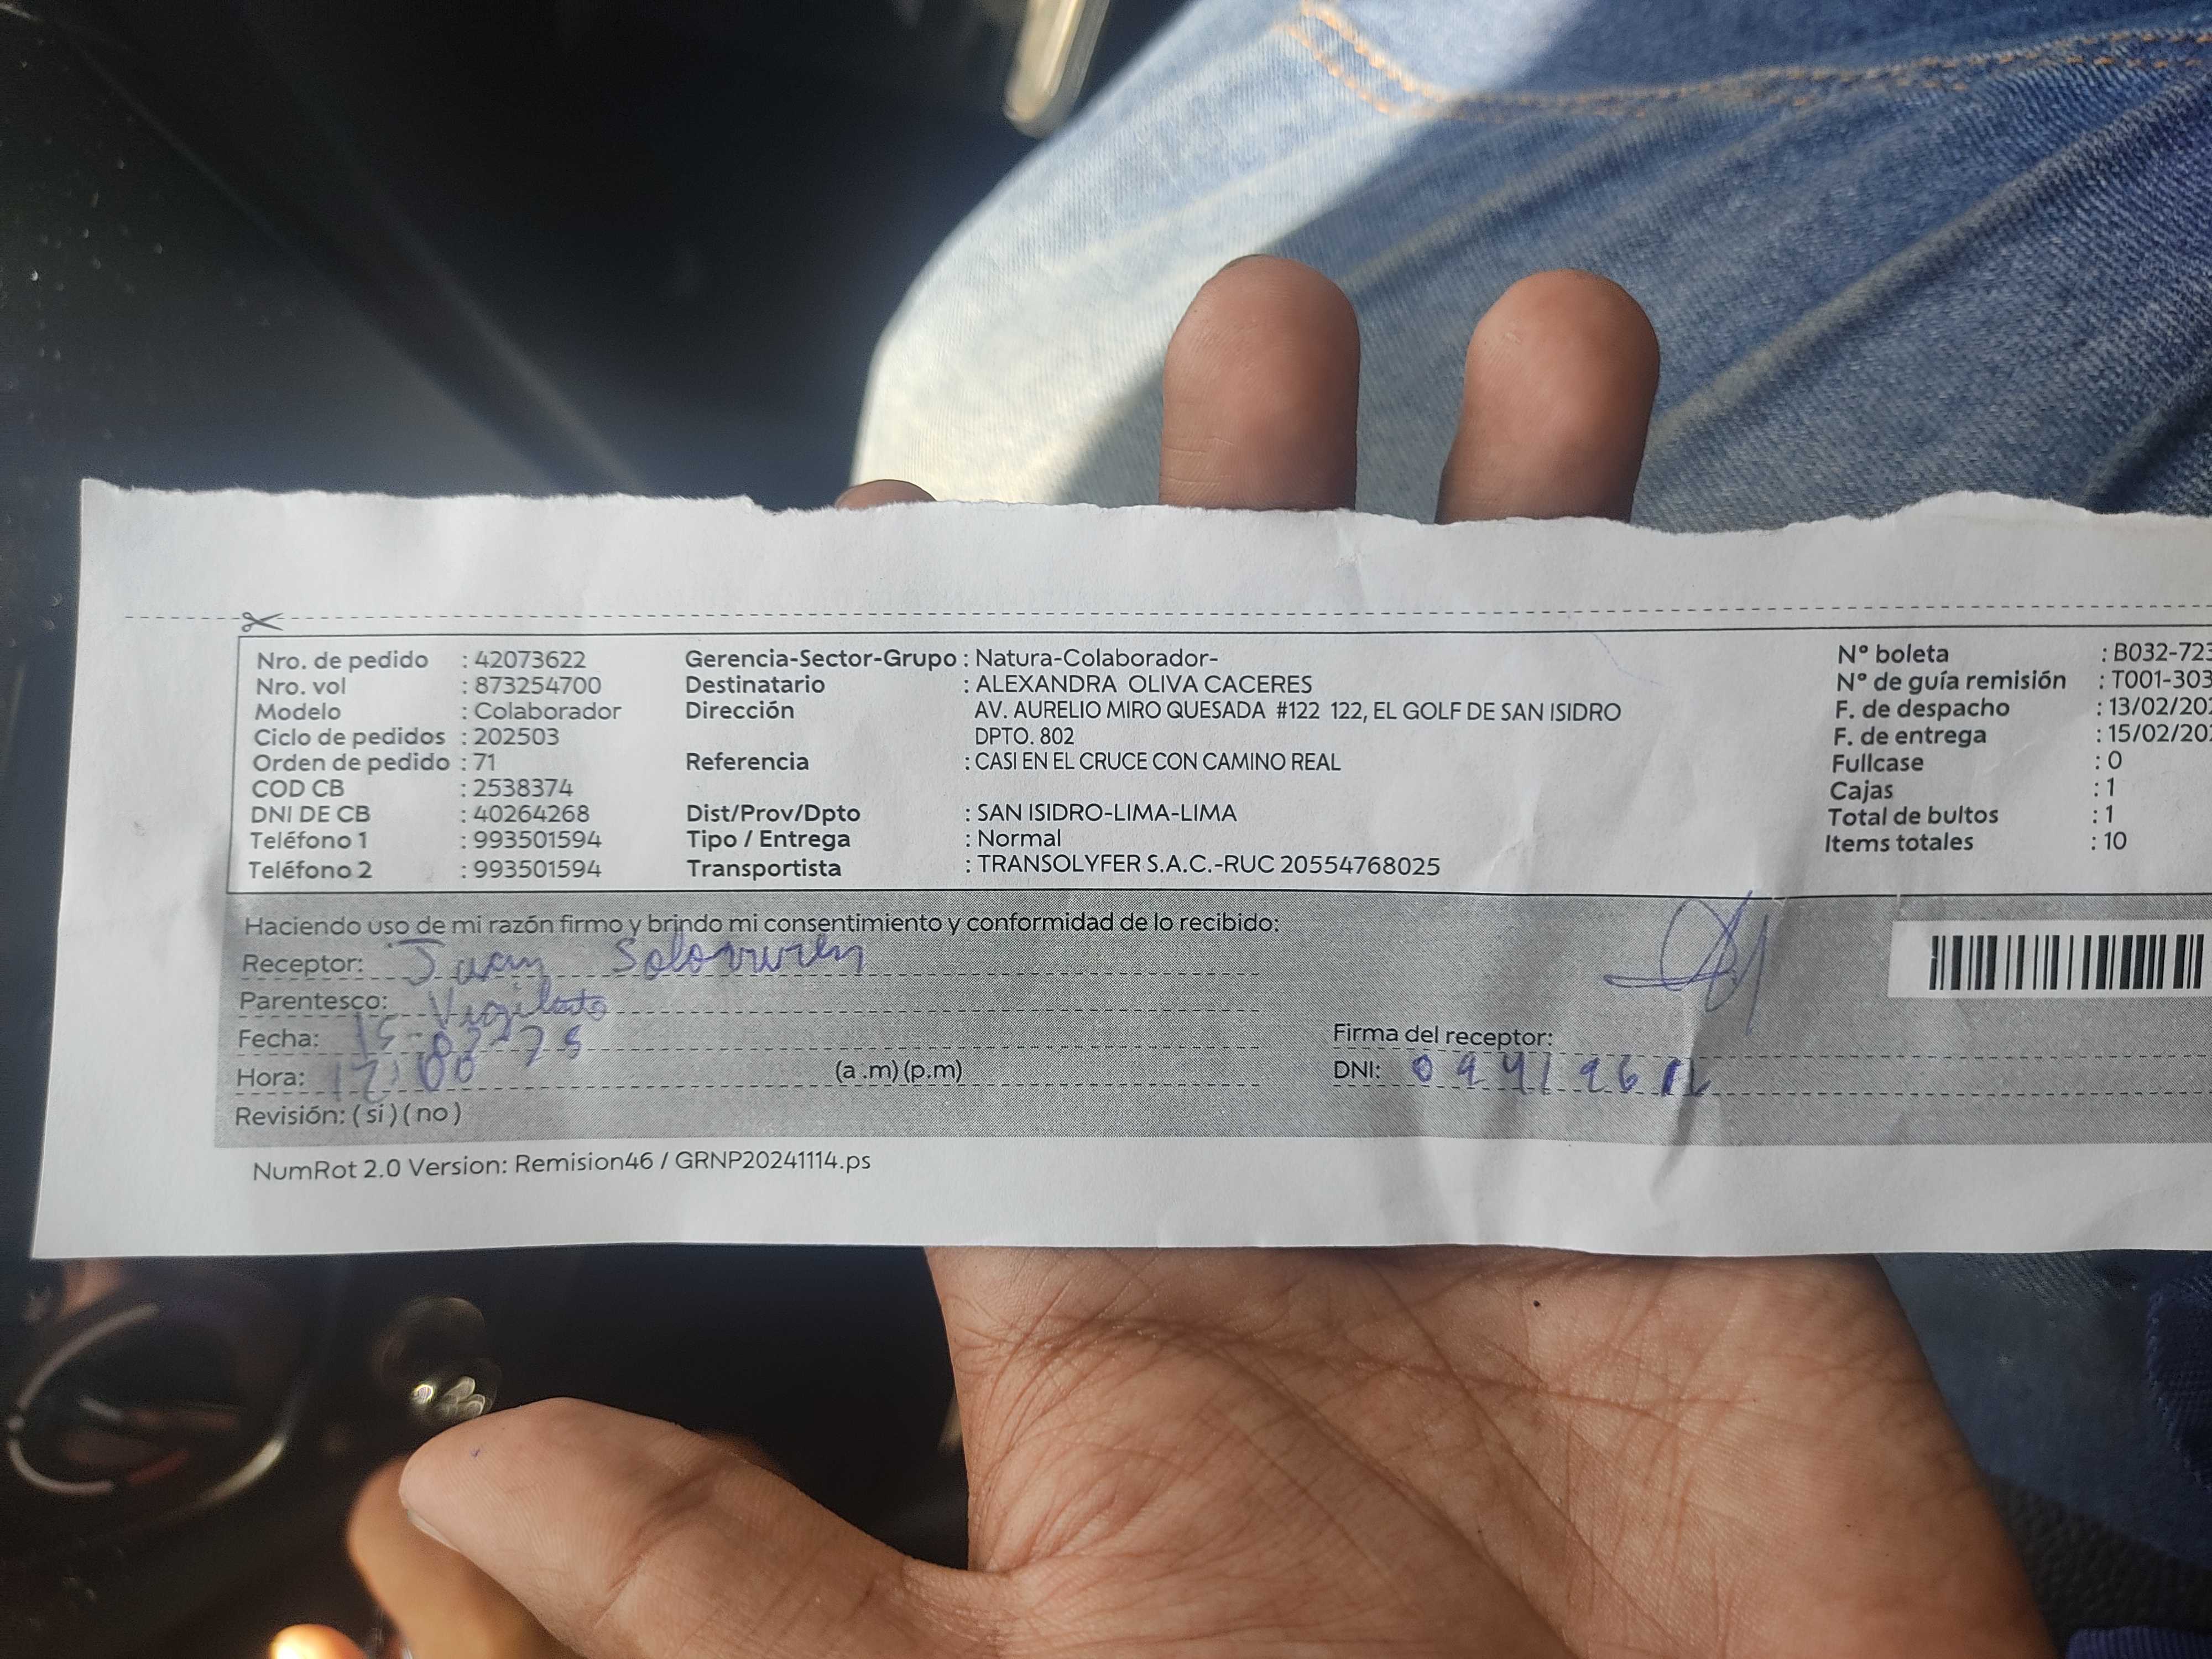 Nro. de pedido : 42073622
Nro. vol : 873254700
Modelo : Colaborador
Ciclo de pedidos : 202503
Orden de pedido : 71
COD CB : 2538374
DNI DE CB : 40264268
Teléfono 1 : 993501594
Teléfono 2 : 993501594
Gerencia-Sector-Grupo : Natura-Colaborador-
Destinatario : ALEXANDRA OLIVA CACERES
Dirección AV. AURELIO MIRO QUESADA #122 122, EL GOLF DE SAN ISIDRO
DPTO. 802
Referencia : CASI EN EL CRUCE CON CAMINO REAL
Dist/Prov/Dpto : SAN ISIDRO-LIMA-LIMA
Tipo / Entrega : Normal
Transportista : TRANSOLYFER S.A.C.-RUC 20554768025
N° boleta : B032-723
N° de guía remisión : T001-303
F. de despacho : 13/02/202
F. de entrega : 15/02/202
Fullcase : 0
Cajas : 1
Total de bultos : 1
Items totales : 10
Haciendo uso de mi razón firmo y brindo mi consentimiento y conformidad de lo recibido:
Receptor: Juan
Parentesco:
Fecha:
Hora: (a .m) (p.m)
Revisión: ( si ) ( no )
Firma del receptor:
DNI:
NumRot 2.0 Version: Remision46 / GRNP20241114.ps